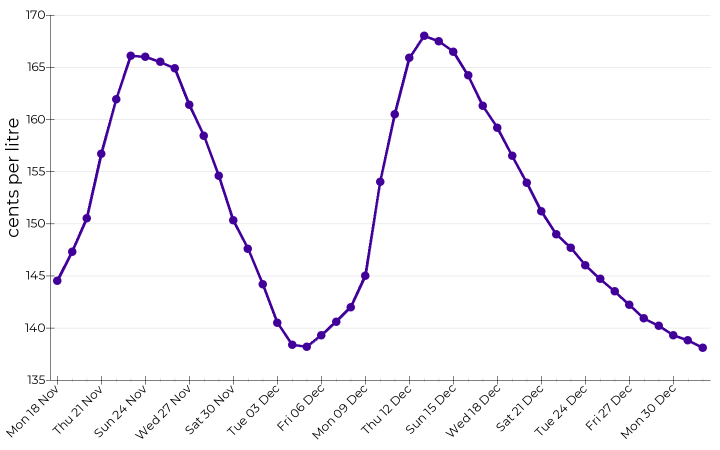 170
165
160
155
150
145
140
135
cents per litre
Mon 18 Nov
Thu 21 Nov
Sun 24 Nov
Wed 27 Nov
Sat 30 Nov
Tue 03 Dec
Fri 06 Dec
Mon 09 Dec
Thu 12 Dec
Sun 15 Dec
Wed 18 Dec
Sat 21 Dec
Tue 24 Dec
Fri 27 Dec
Mon 30 Dec